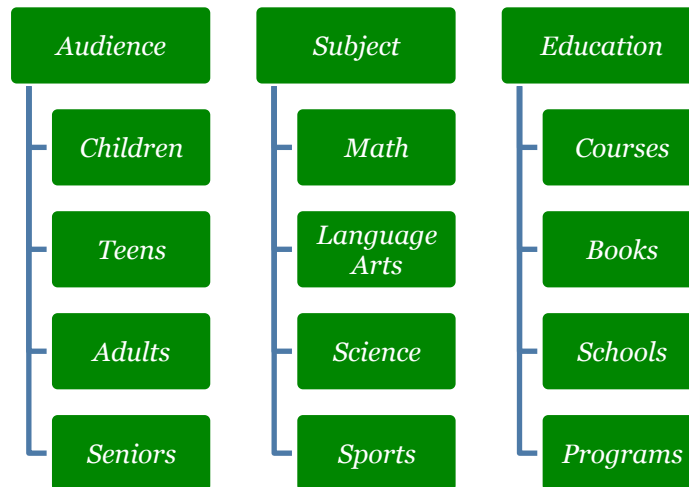 Audience
Children
Teens
Adults
Seniors
Subject
Math
Language
Arts
Science
Sports
Education
Courses
Books
Schools
Programs